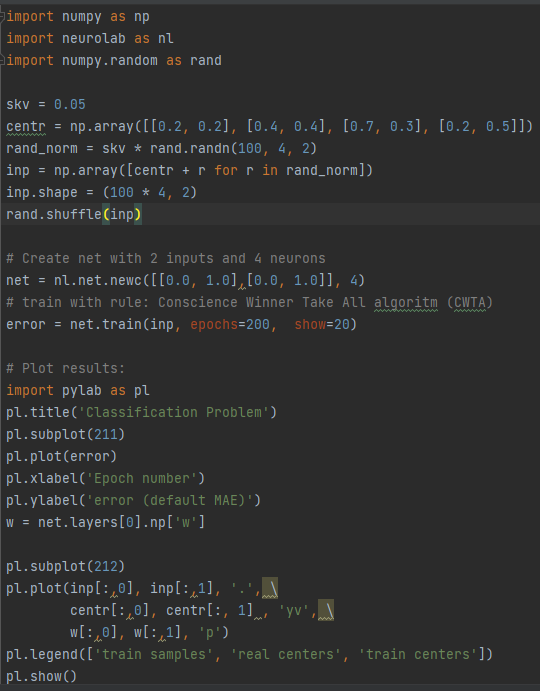 import numpy as np
import neurolab as nl
import numpy.random as rand
skv = 0.05
centr = np.array([[0.2, 0.2], [0.4, 0.4], [0.7, 0.3], [0.2, 0.5]])
rand_norm = skv * rand.randn(100, 4, 2)
inp = np.array([centr + r for r in rand_norm])
inp.shape = (100 * 4, 2)
rand.shuffle(inp)
# Create net with 2 inputs and 4 neurons
net = nl.net.newc([[0.0, 1.0],[0.0, 1.0]], 4)
# train with rule: Conscience Winner Take All algoritm (CWTA)
error = net.train(inp, epochs=200,  show=20)
# Plot results:
import pylab as pl
pl.title('Classification Problem')
pl.subplot(211)
pl.plot(error)
pl.xlabel('Epoch number')
pl.ylabel('error (default MAE)')
w = net.layers[0].np['w']
pl.subplot(212)
pl.plot(inp[:,0], inp[:,1], '.', \
        centr[:,0], centr[:, 1] , 'yv', \
        w[:,0], w[:,1], 'p')
pl.legend(['train samples', 'real centers', 'train centers'])
pl.show()